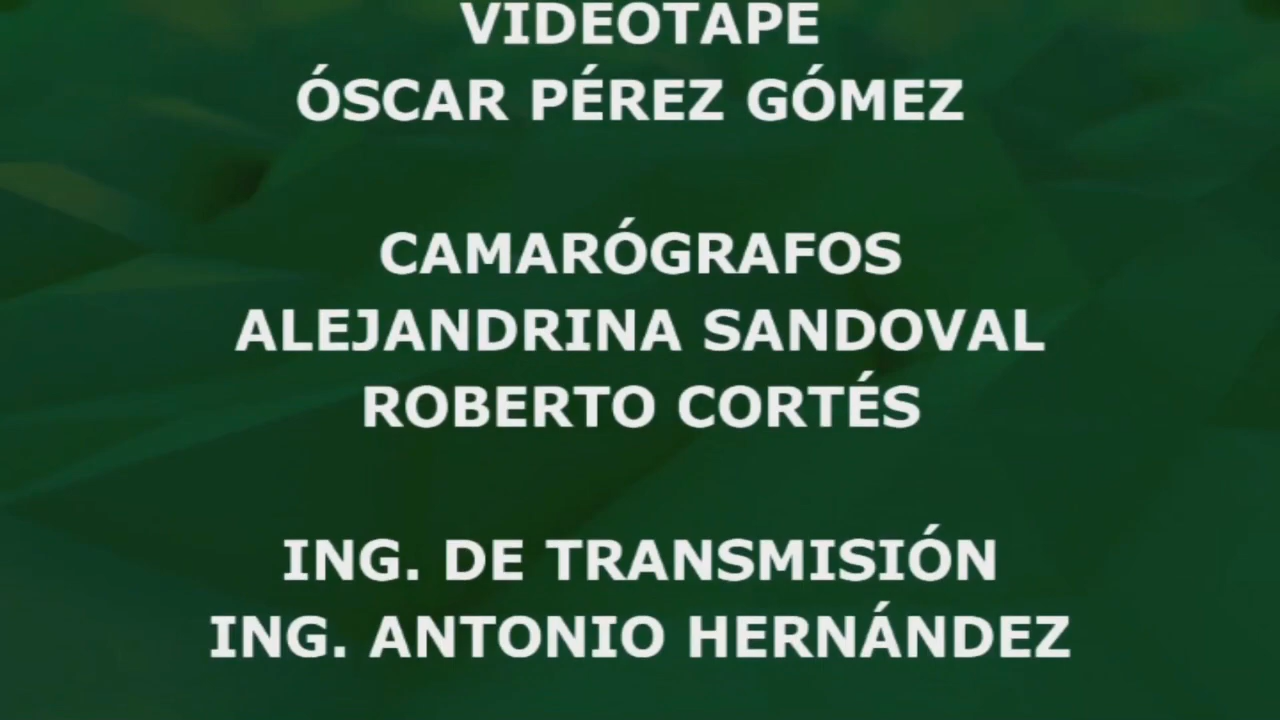 VIDEOTAPE
ÓSCAR PÉREZ GÓMEZ
CAMARÓGRAFOS
ALEJANDRINA SANDOVAL
ROBERTO CORTÉS
ING. DE TRANSMISIÓN
ING. ANTONIO HERNÁNDEZ